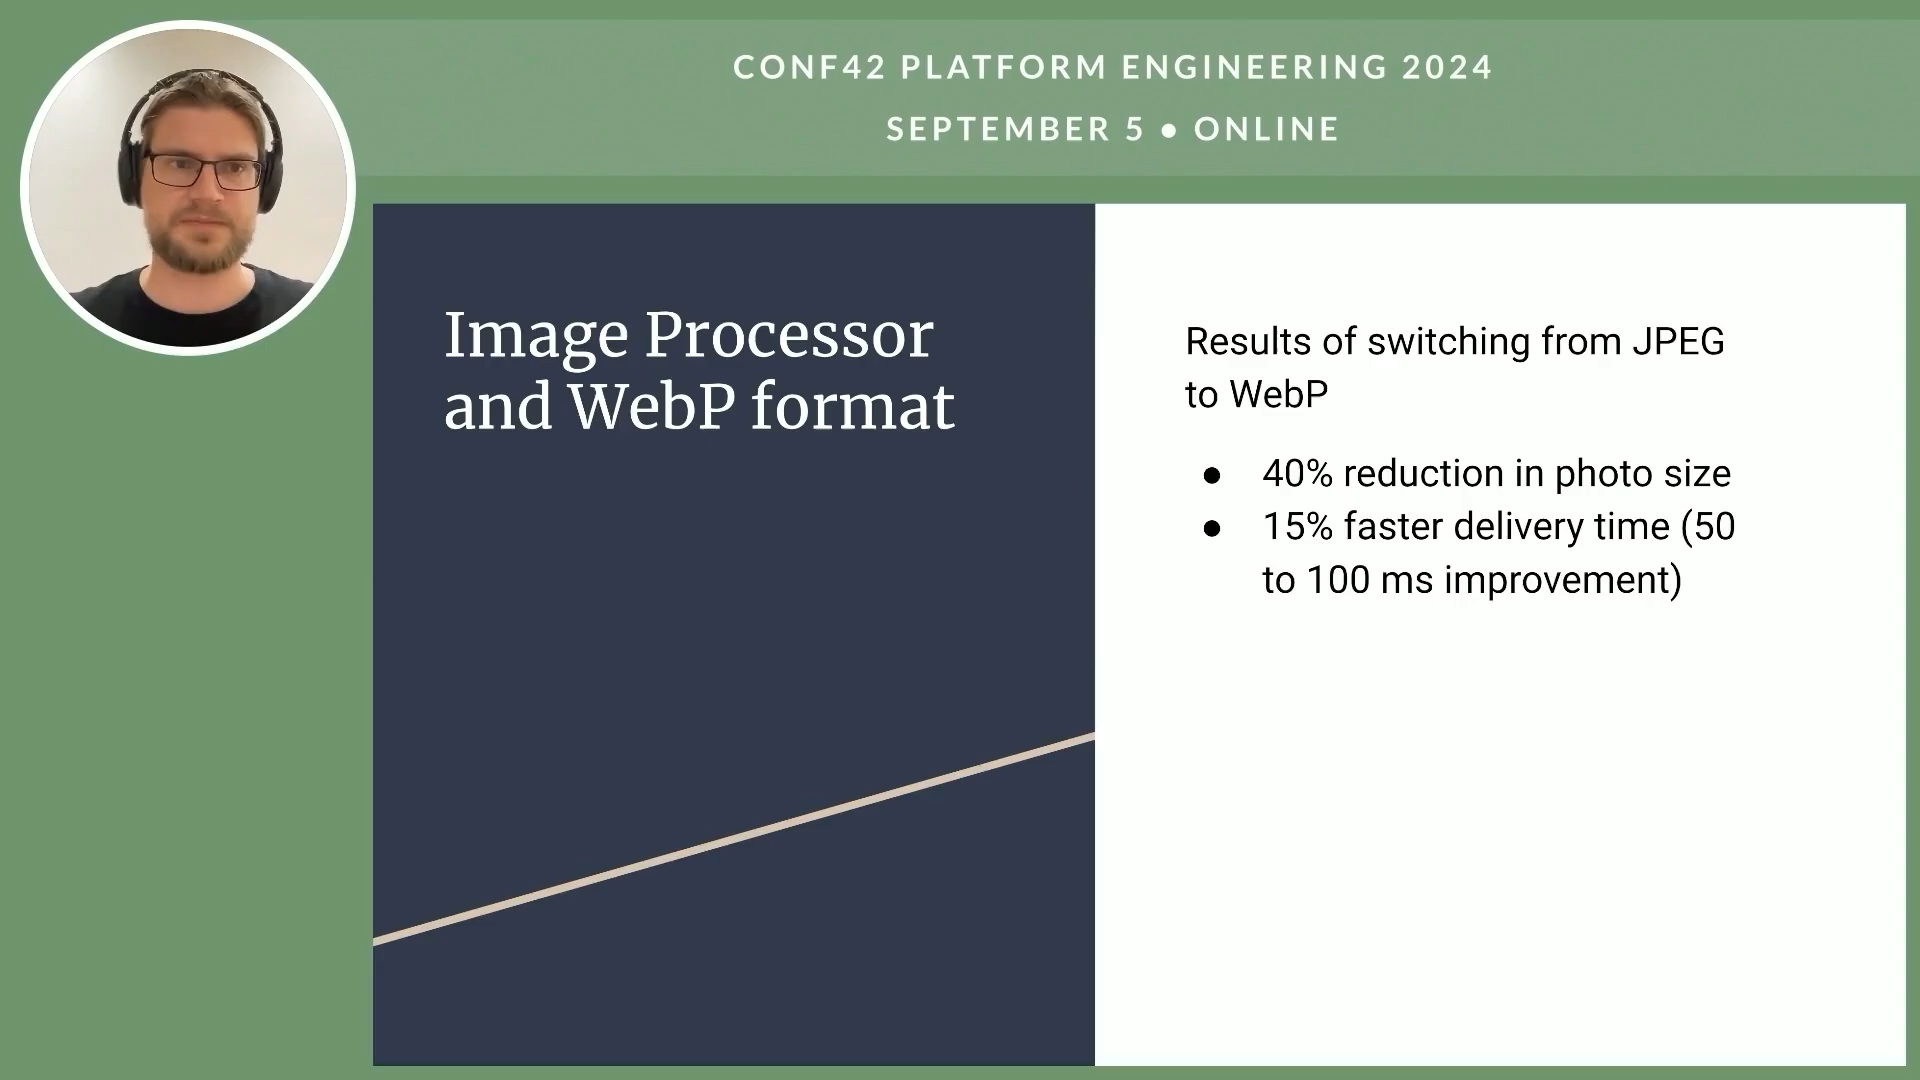 CONF42 PLATFORM ENGINEERING 2024
SEPTEMBER 5 ● ONLINE
Image Processor
and WebP format
Results of switching from JPEG
to WebP
● 40% reduction in photo size
● 15% faster delivery time (50
to 100 ms improvement)